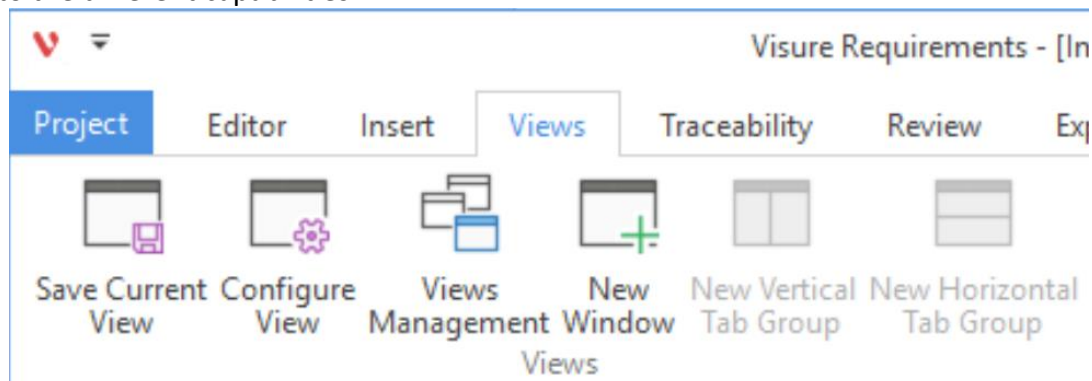 Visure Requirements - [In
Project Editor Insert Views Traceability Review Exp
Save Current Configure Views New New Vertical New Horizontal
View View Management Window Tab Group Tab Group
Views